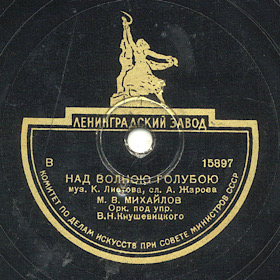 ЛЕНИНГРАДСКИЙ ЗАВОД
В 15897
НАД ВОЛНОЮ ГОЛУБОЮ
муз. К. Листова, сл. А. Жарова
М. В. МИХАЙЛОВ
Орк. под упр.
В. Н. Кнушевицкого
КОМИТЕТ ПО ДЕЛАМ ИСКУССТВ ПРИ СОВЕТЕ МИНИСТРОВ СССР